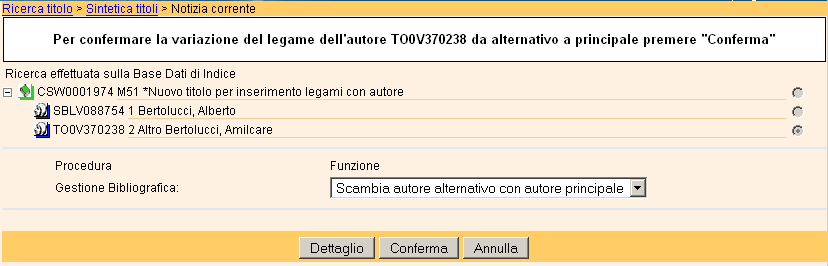 Ricerca titolo > Sintetica titoli > Notizia corrente
Per confermare la variazione del legame dell'autore TO0V370238 da alternativo a principale premere "Conferma"
Ricerca effettuata sulla Base Dati di Indice
CSW0001974 M51 *Nuovo titolo per inserimento legami con autore
SBLV088754 1 Bertolucci, Alberto
TO0V370238 2 Altro Bertolucci, Amilcare
Procedura Funzione
Gestione Bibliografica: Scambia autore alternativo con autore principale
Dettaglio Conferma Annulla